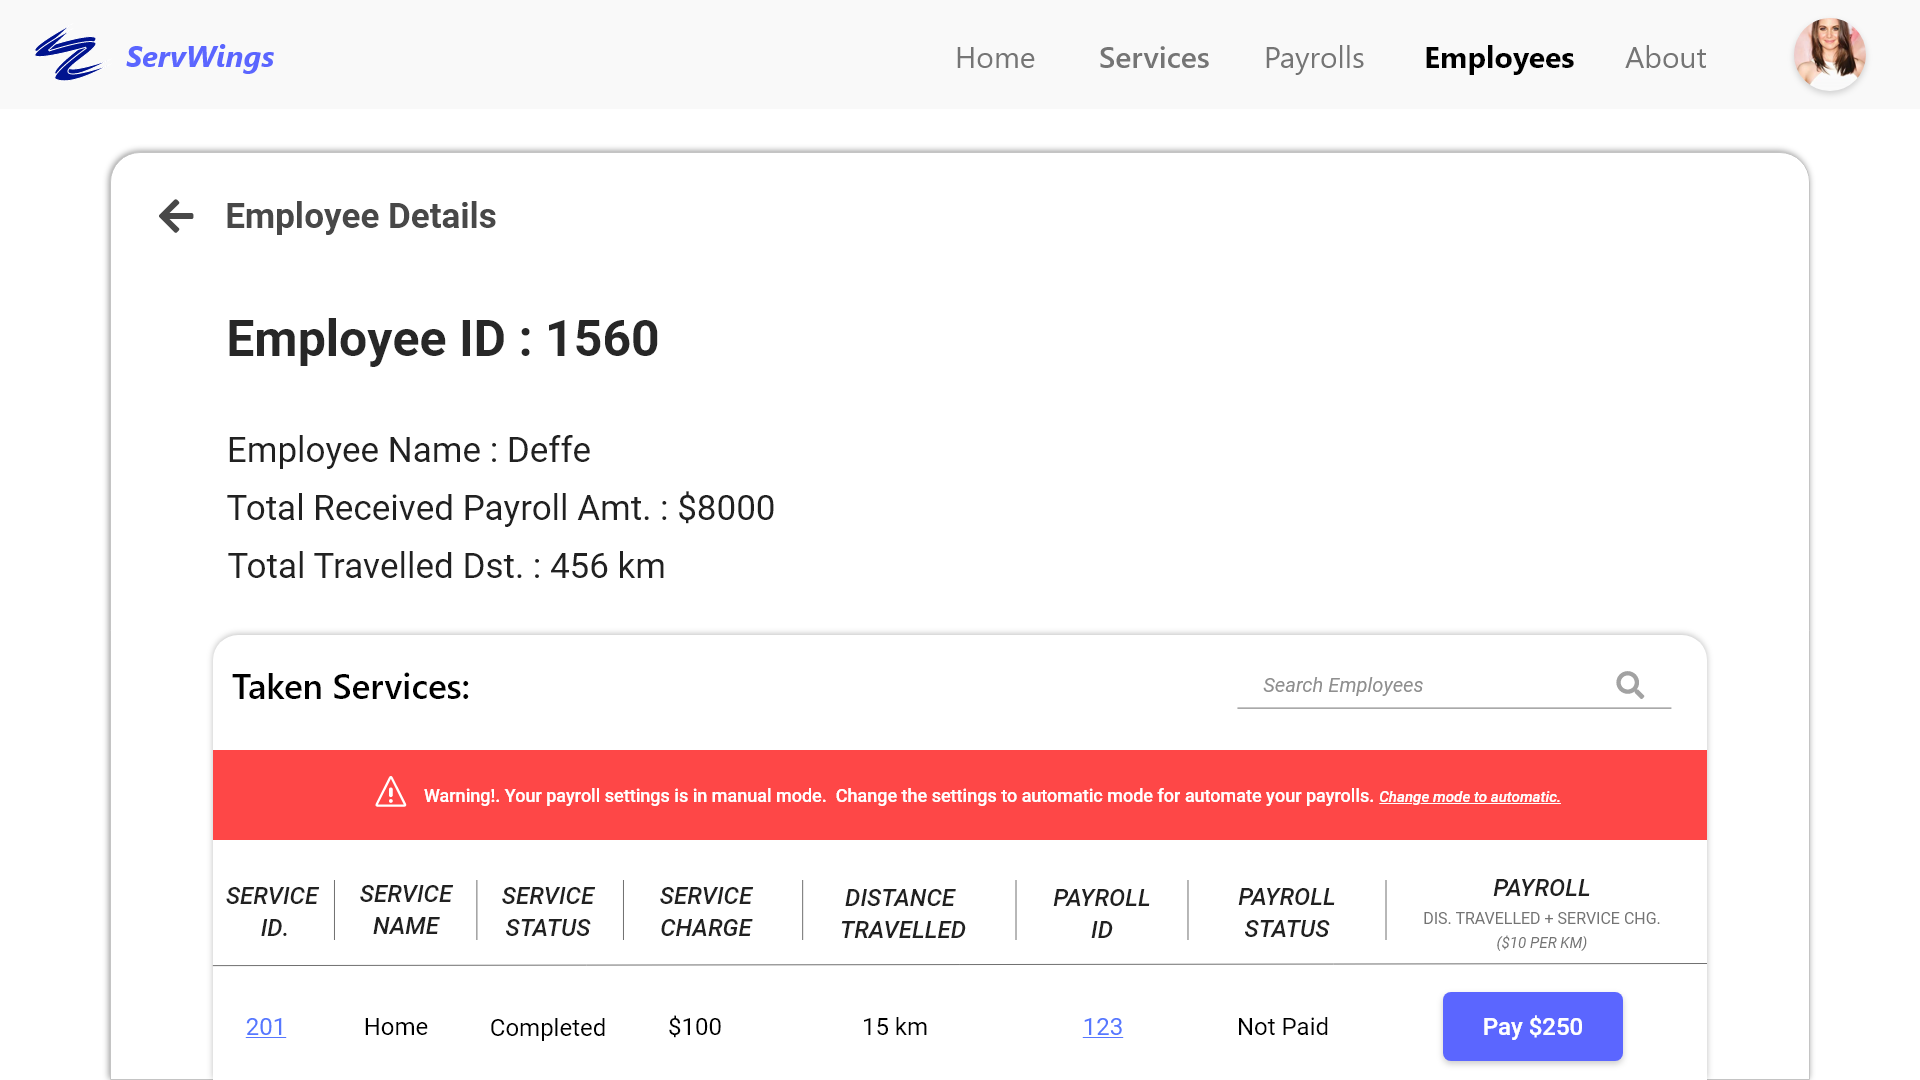 ServWings
Home Services Payrolls Employees About
Employee Details
Employee ID : 1560
Employee Name : Deffe
Total Received Payroll Amt. : $8000
Total Travelled Dst. : 456 km
Taken Services:
Search Employees
Warning!. Your payroll settings is in manual mode.  Change the settings to automatic mode for automate your payrolls. Change mode to automatic.
SERVICE ID.
SERVICE NAME
SERVICE STATUS
SERVICE CHARGE
DISTANCE TRAVELLED
PAYROLL ID
PAYROLL STATUS
PAYROLL
DIS. TRAVELLED + SERVICE CHG.
($10 PER KM)
201 Home Completed $100 15 km 123 Not Paid Pay $250